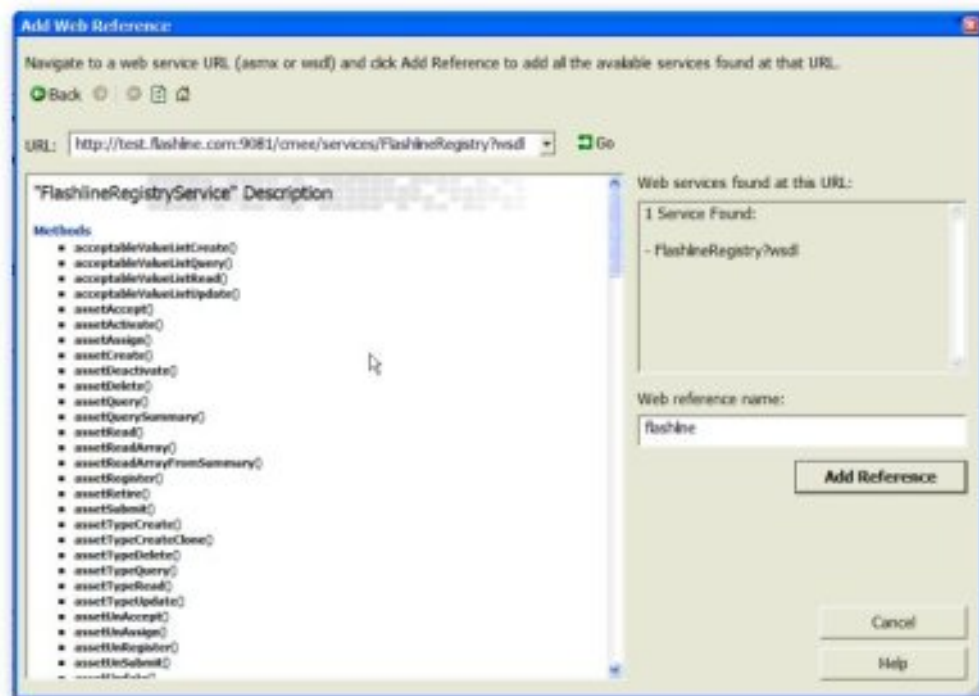 Add Web Reference
Navigate to a web service URL (asmx or wsdl) and click Add Reference to add all the available services found at that URL.
Back
URL: http://test.flashline.com:9081/cmee/services/FlashlineRegistry?wsdl
Go
"FlashlineRegistryService" Description
Methods
acceptableValueListCreate()
acceptableValueListQuery()
acceptableValueListRead()
acceptableValueListUpdate()
assetAccept()
assetActivate()
assetAssign()
assetCreate()
assetDeactivate()
assetDelete()
assetQuery()
assetQuerySummary()
assetRead()
assetReadArray()
assetReadArrayFromSummary()
assetRegister()
assetRetire()
assetSubmit()
assetTypeCreate()
assetTypeCreateClone()
assetTypeDelete()
assetTypeQuery()
assetTypeRead()
assetTypeUpdate()
assetUnAccept()
assetUnAssign()
assetUnRegister()
assetUnSubmit()
assetUpdate()
Web services found at this URL:
1 Service Found:
- FlashlineRegistry?wsdl
Web reference name:
flashline
Add Reference
Cancel
Help